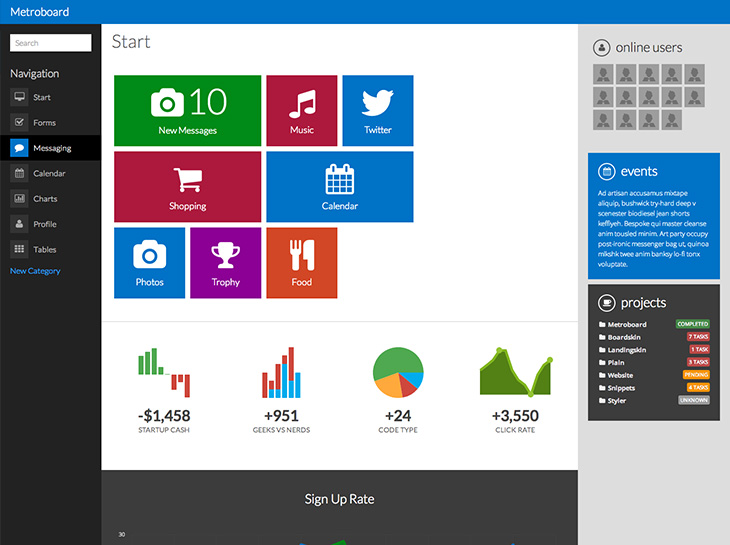 Metroboard
Search
Navigation
Start
Forms
Messaging
Calendar
Charts
Profile
Tables
New Category
Start
10
New Messages
Music
Twitter
Shopping
Calendar
Photos
Trophy
Food
-$1,458
STARTUP CASH
+951
GEEKS VS NERDS
+24
CODE TYPE
+3,550
CLICK RATE
Sign Up Rate
30
online users
events
Ad artisan accusamus mixtape
aliquip, bushwick try-hard deep v
scenester biodiesel jean shorts
keffiyeh. Bespoke qui master cleanse
anim tousled minim. Art party occupy
post-ironic messenger bag ut, quinoa
mlkshk twee anim banksy lo-fi tonx
voluptate.
projects
Metroboard COMPLETED
Boardskin 7 TASKS
Landingskin 1 TASK
Plain 3 TASKS
Website PENDING
Snippets 4 TASKS
Styler UNKNOWN